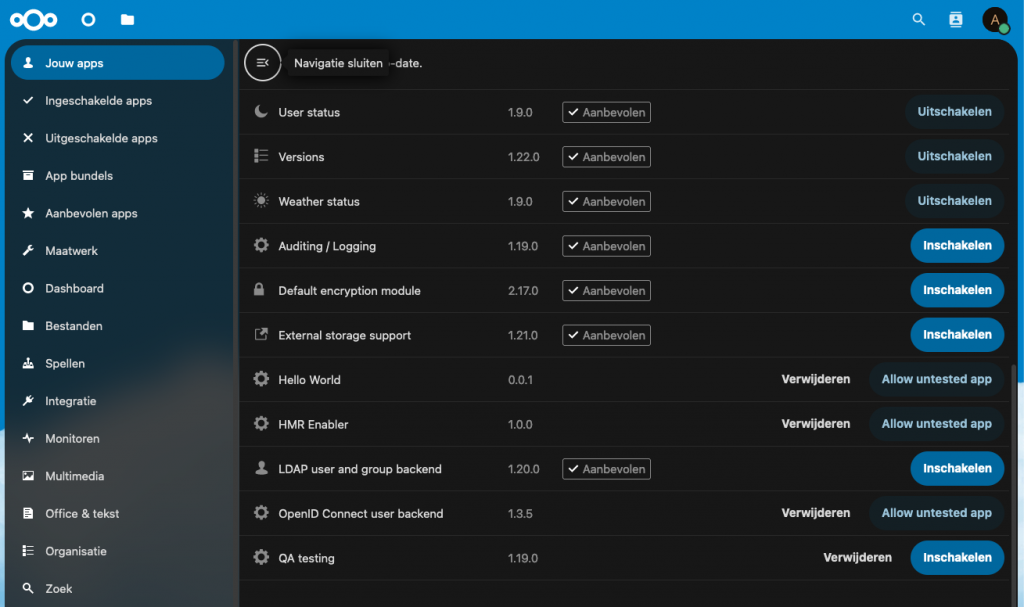 A
Jouw apps
Ingeschakelde apps
Uitgeschakelde apps
App bundels
Aanbevolen apps
Maatwerk
Dashboard
Bestanden
Spellen
Integratie
Monitoren
Multimedia
Office & tekst
Organisatie
Zoek
Navigatie sluiten -date.
User status 1.9.0 Aanbevolen Uitschakelen
Versions 1.22.0 Aanbevolen Uitschakelen
Weather status 1.9.0 Aanbevolen Uitschakelen
Auditing / Logging 1.19.0 Aanbevolen Inschakelen
Default encryption module 2.17.0 Aanbevolen Inschakelen
External storage support 1.21.0 Aanbevolen Inschakelen
Hello World 0.0.1 Verwijderen Allow untested app
HMR Enabler 1.0.0 Verwijderen Allow untested app
LDAP user and group backend 1.20.0 Aanbevolen Inschakelen
OpenID Connect user backend 1.3.5 Verwijderen Allow untested app
QA testing 1.19.0 Verwijderen Inschakelen